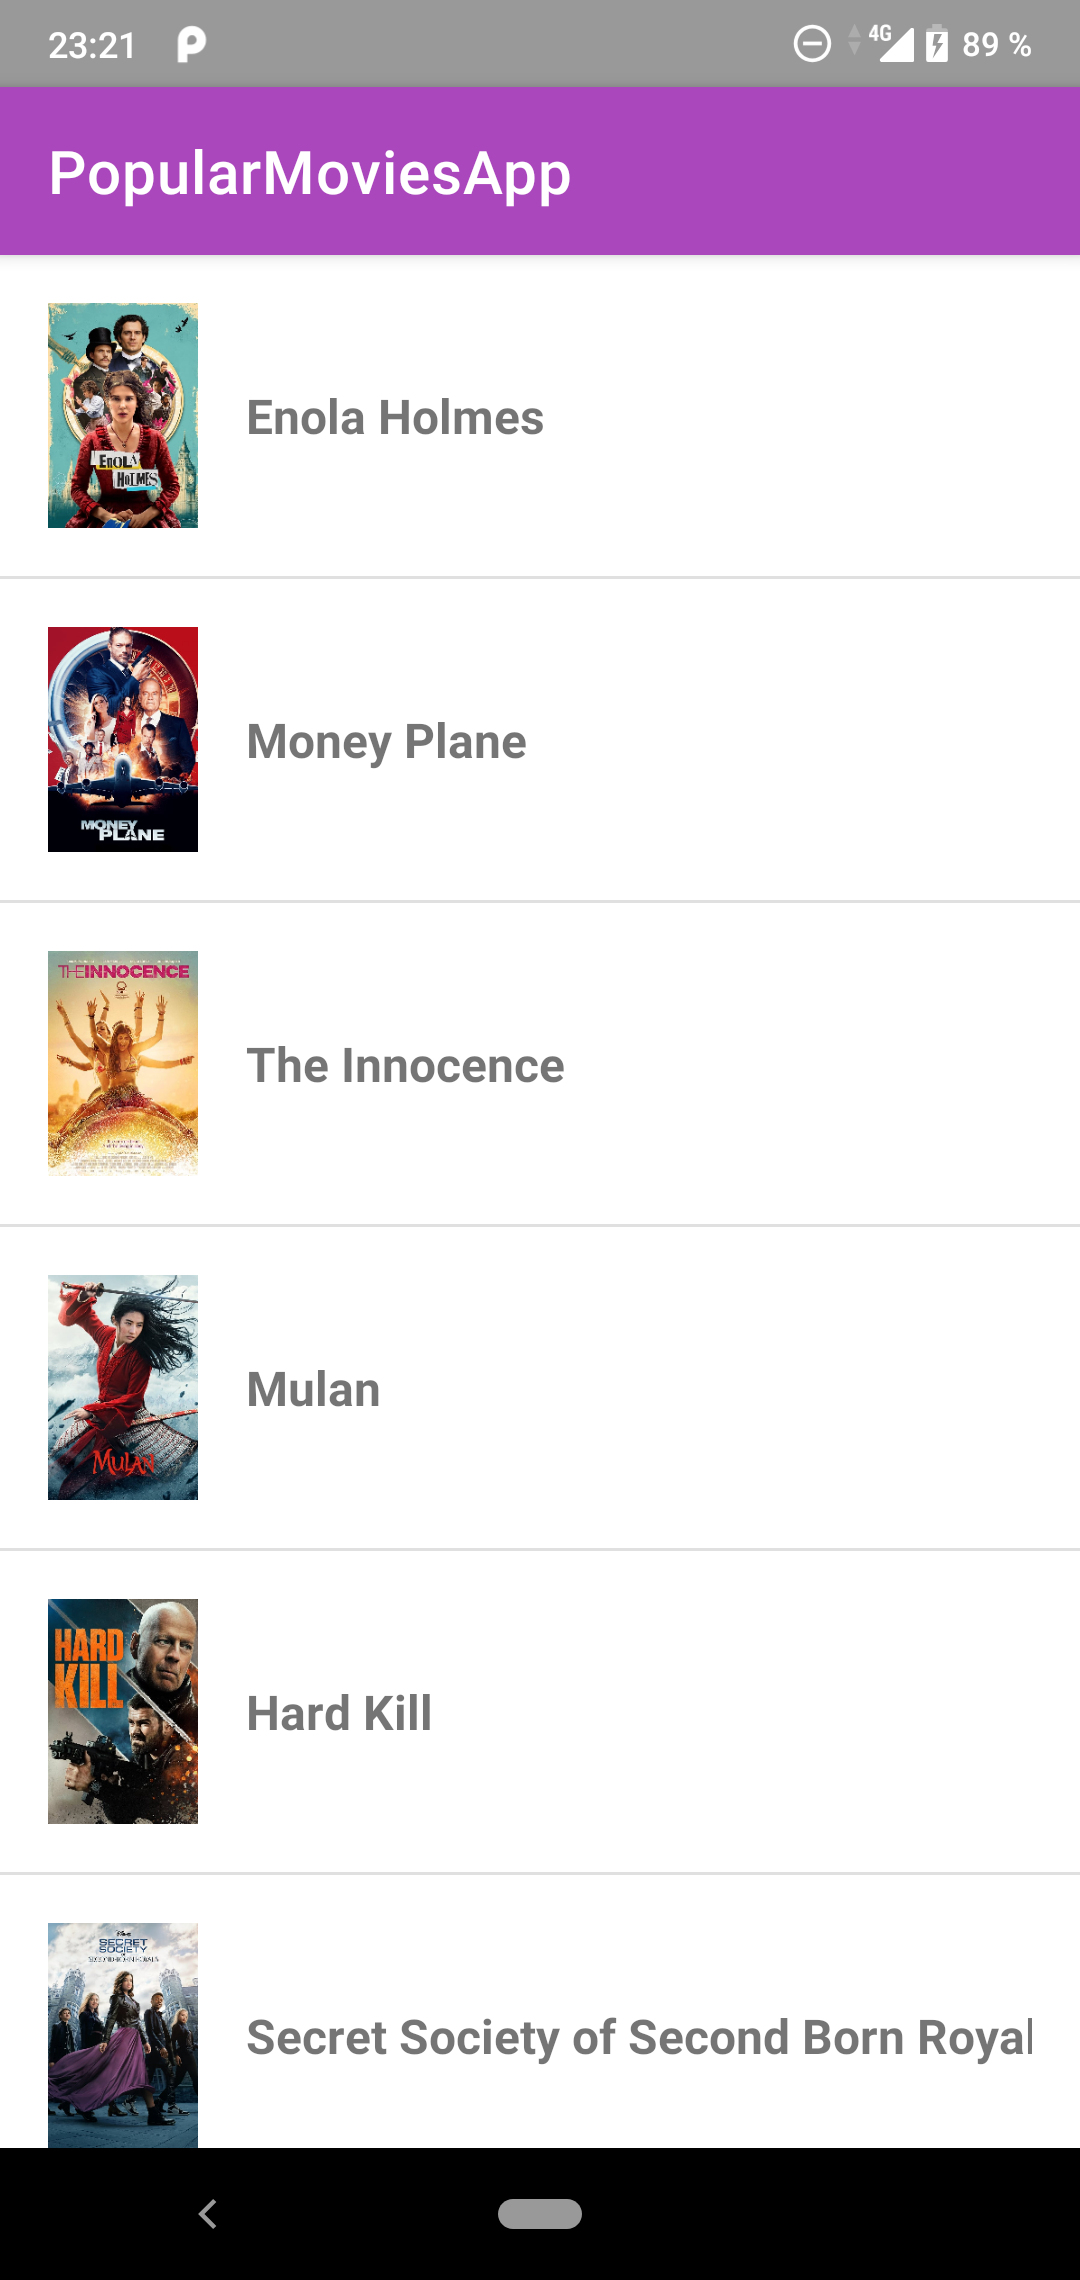 23:21
4G 89 %
PopularMoviesApp
ENOLA
HOLMES
Enola Holmes
MONEY
PLANE
Money Plane
THE INNOCENCE
The Innocence
MULAN
Mulan
HARD
KILL
Hard Kill
SECRET
SOCIETY
Secret Society of Second Born Royal